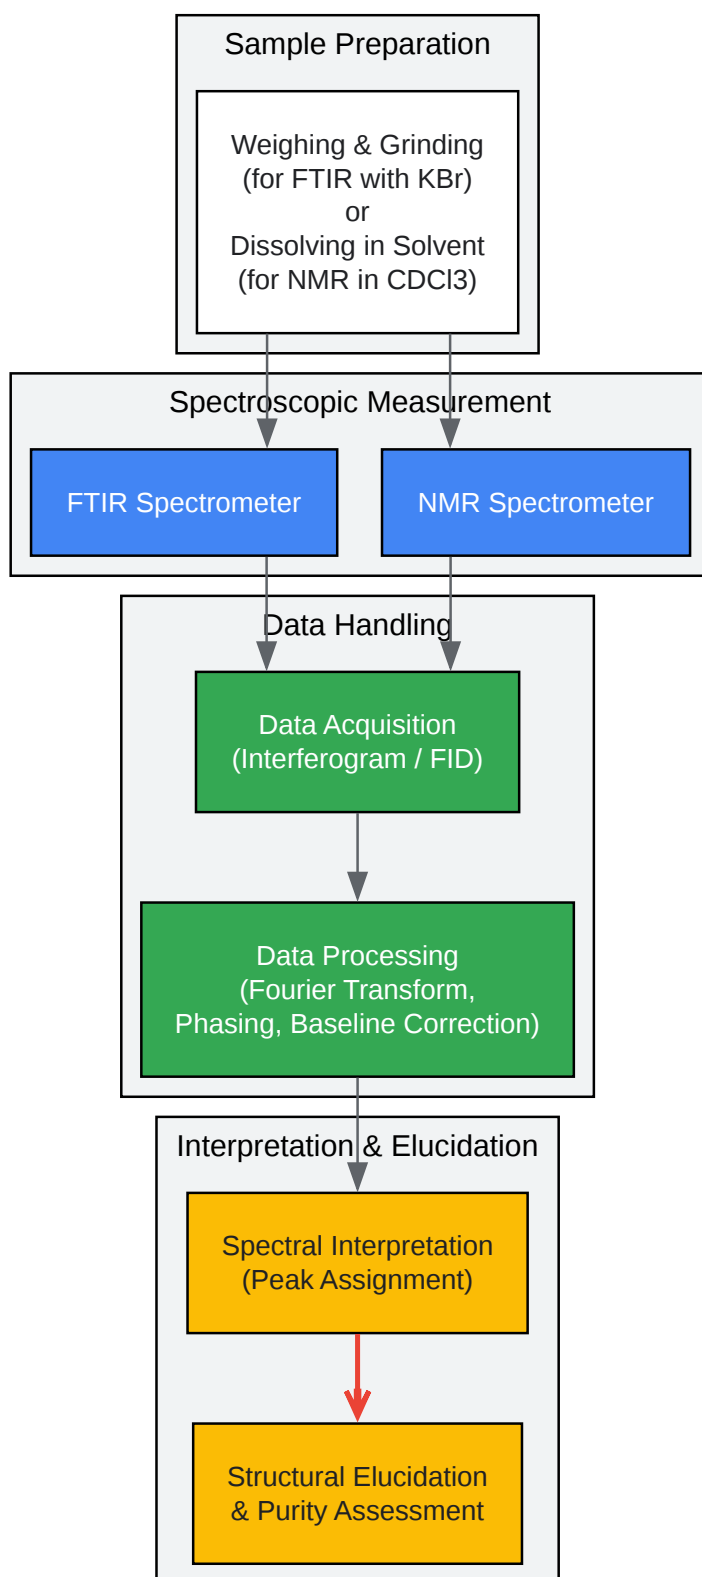 Sample Preparation
Weighing & Grinding
(for FTIR with KBr)
or
Dissolving in Solvent
(for NMR in CDCl3)
Spectroscopic Measurement
FTIR Spectrometer
NMR Spectrometer
Data Handling
Data Acquisition
(Interferogram / FID)
Data Processing
(Fourier Transform,
Phasing, Baseline Correction)
Interpretation & Elucidation
Spectral Interpretation
(Peak Assignment)
Structural Elucidation
& Purity Assessment